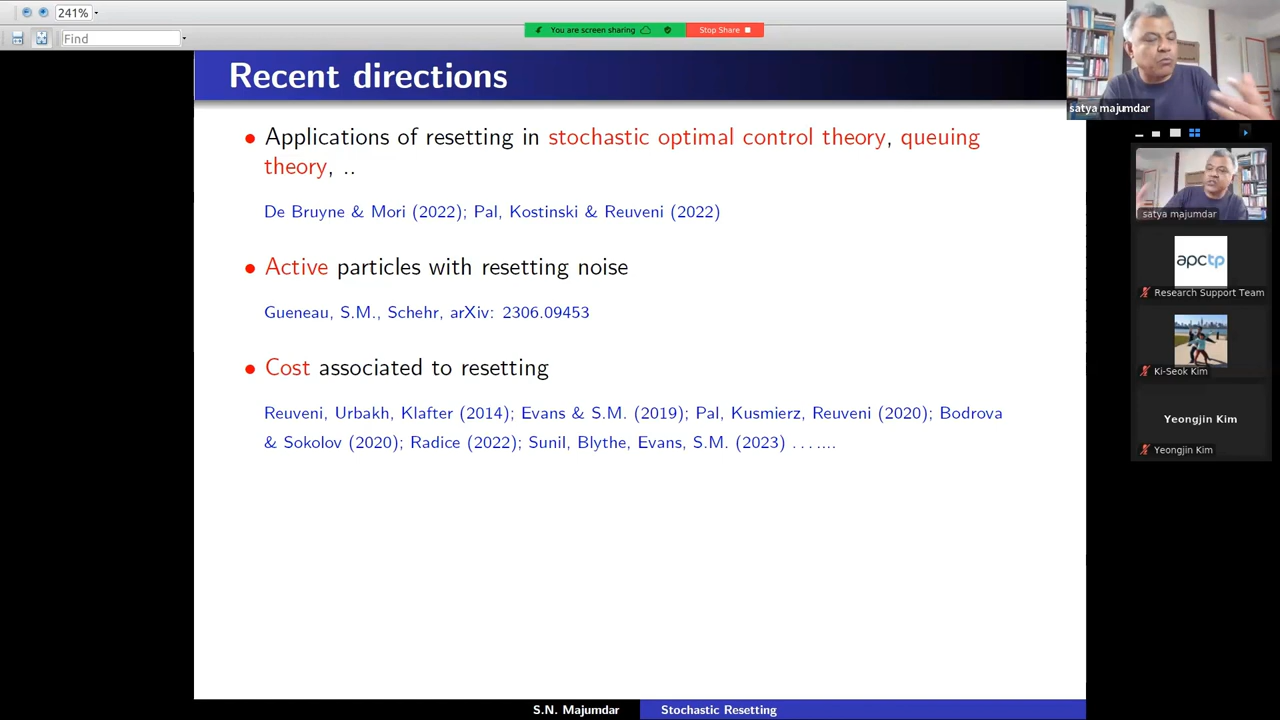 241%
You are screen sharing
Stop Share
Find
Recent directions
satya majumdar
• Applications of resetting in stochastic optimal control theory, queuing
theory, ..
De Bruyne & Mori (2022); Pal, Kostinski & Reuveni (2022)
• Active particles with resetting noise
Gueneau, S.M., Schehr, arXiv: 2306.09453
• Cost associated to resetting
Reuveni, Urbakh, Klafter (2014); Evans & S.M. (2019); Pal, Kusmierz, Reuveni (2020); Bodrova
& Sokolov (2020); Radice (2022); Sunil, Blythe, Evans, S.M. (2023) .......
satya majumdar
apctp
Research Support Team
Ki-Seok Kim
Yeongjin Kim
Yeongjin Kim
S.N. Majumdar
Stochastic Resetting